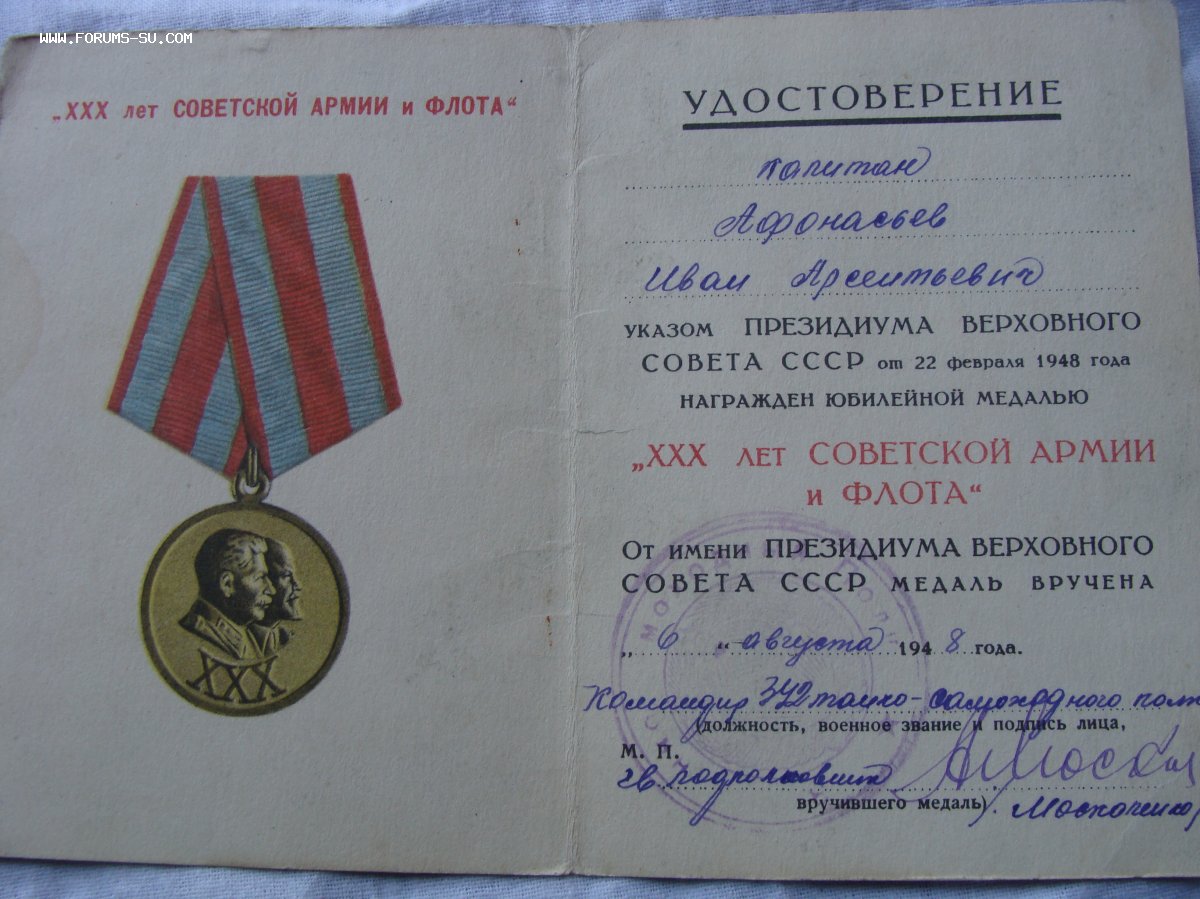 WWW.FORUMS-SU.COM
„XXX лет СОВЕТСКОЙ АРМИИ и ФЛОТА“
XXX
УДОСТОВЕРЕНИЕ
капитан
Афонасьев
Иван Арсентьевич
УКАЗОМ ПРЕЗИДИУМА ВЕРХОВНОГО
СОВЕТА СССР от 22 февраля 1948 года
НАГРАЖДЕН ЮБИЛЕЙНОЙ МЕДАЛЬЮ
„XXX ЛЕТ СОВЕТСКОЙ АРМИИ
и ФЛОТА“
От имени ПРЕЗИДИУМА ВЕРХОВНОГО
СОВЕТА СССР МЕДАЛЬ ВРУЧЕНА
„ 6 “ августа 194 8 года.
Командир 342 танко-самоходного полк
(должность, военное звание и подпись лица,
М. П.
гв. подполковник
вручившего медаль)